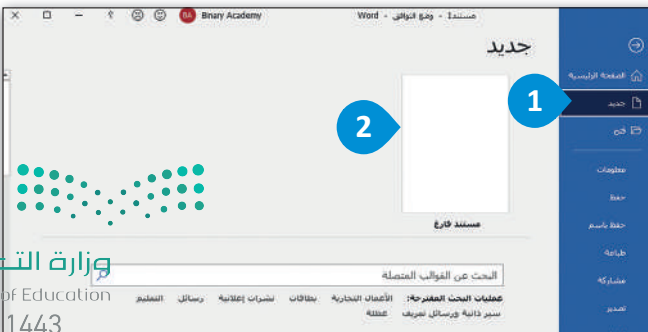 مستند1 - وضع التوافق - Word
Binary Academy
BA
جديد
الصفحة الرئيسية
جديد
فتح
معلومات
حفظ
حفظ باسم
طباعة
مشاركة
تصدير
1
2
مستند فارغ
البحث عن القوالب المتصلة
عمليات البحث المقترحة: الأعمال التجارية بطاقات نشرات إعلانية رسائل التعليم
سير ذاتية ورسائل تعريف عطلة
وزارة التـ
of Education
1443